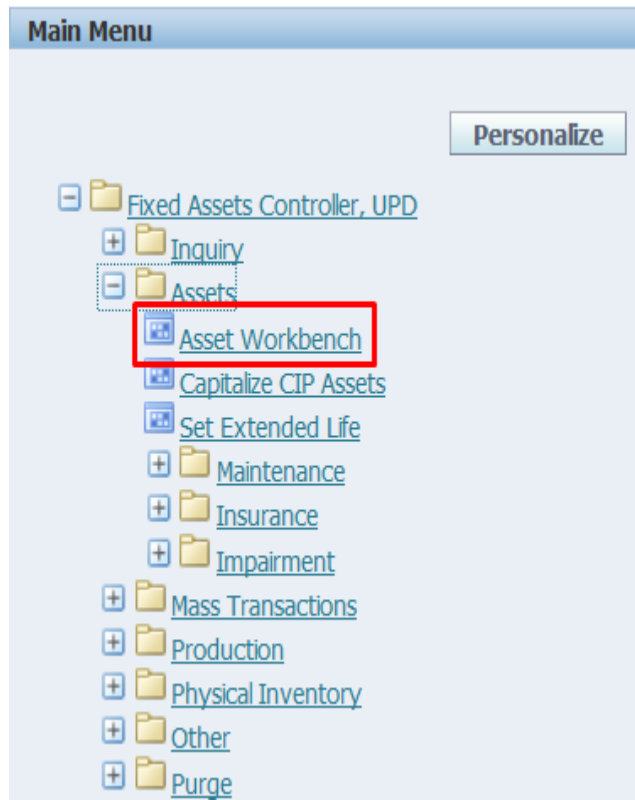 Main Menu
Personalize
Fixed Assets Controller, UPD
Inquiry
Assets
Asset Workbench
Capitalize CIP Assets
Set Extended Life
Maintenance
Insurance
Impairment
Mass Transactions
Production
Physical Inventory
Other
Purge